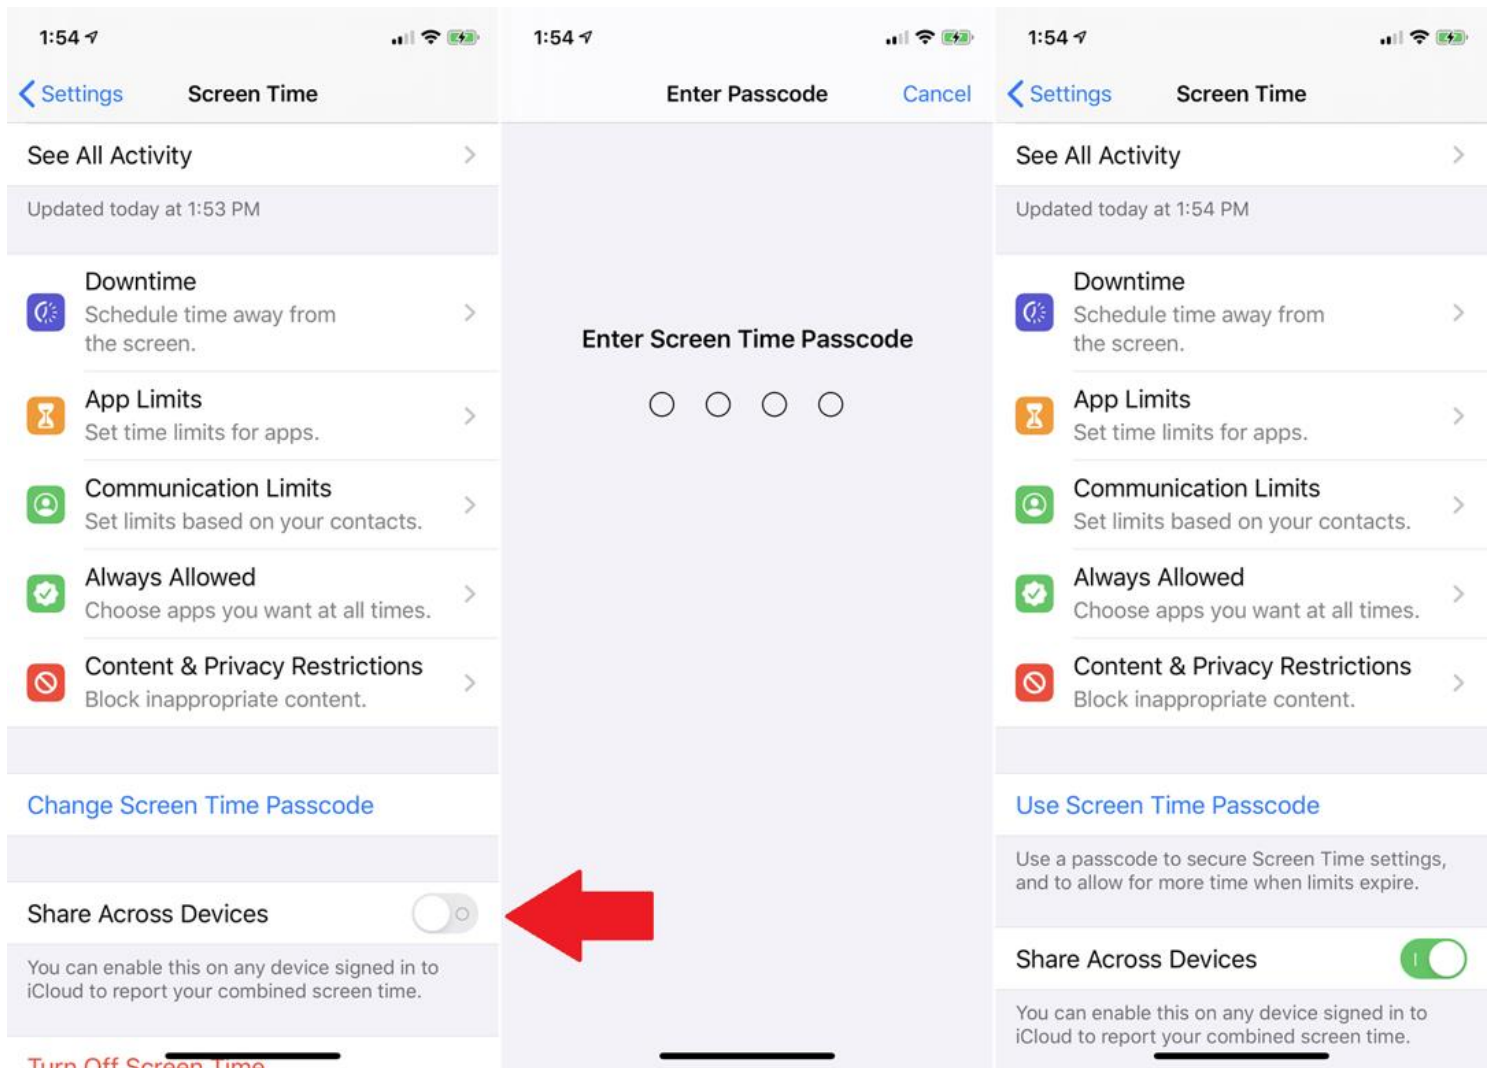 1:54
Settings
Screen Time
See All Activity
Updated today at 1:53 PM
Downtime
Schedule time away from
the screen.
App Limits
Set time limits for apps.
Communication Limits
Set limits based on your contacts.
Always Allowed
Choose apps you want at all times.
Content & Privacy Restrictions
Block inappropriate content.
Change Screen Time Passcode
Share Across Devices
You can enable this on any device signed in to
iCloud to report your combined screen time.
Turn Off Screen Time
1:54
Enter Passcode
Cancel
Enter Screen Time Passcode
1:54
Settings
Screen Time
See All Activity
Updated today at 1:54 PM
Downtime
Schedule time away from
the screen.
App Limits
Set time limits for apps.
Communication Limits
Set limits based on your contacts.
Always Allowed
Choose apps you want at all times.
Content & Privacy Restrictions
Block inappropriate content.
Use Screen Time Passcode
Use a passcode to secure Screen Time settings,
and to allow for more time when limits expire.
Share Across Devices
You can enable this on any device signed in to
iCloud to report your combined screen time.